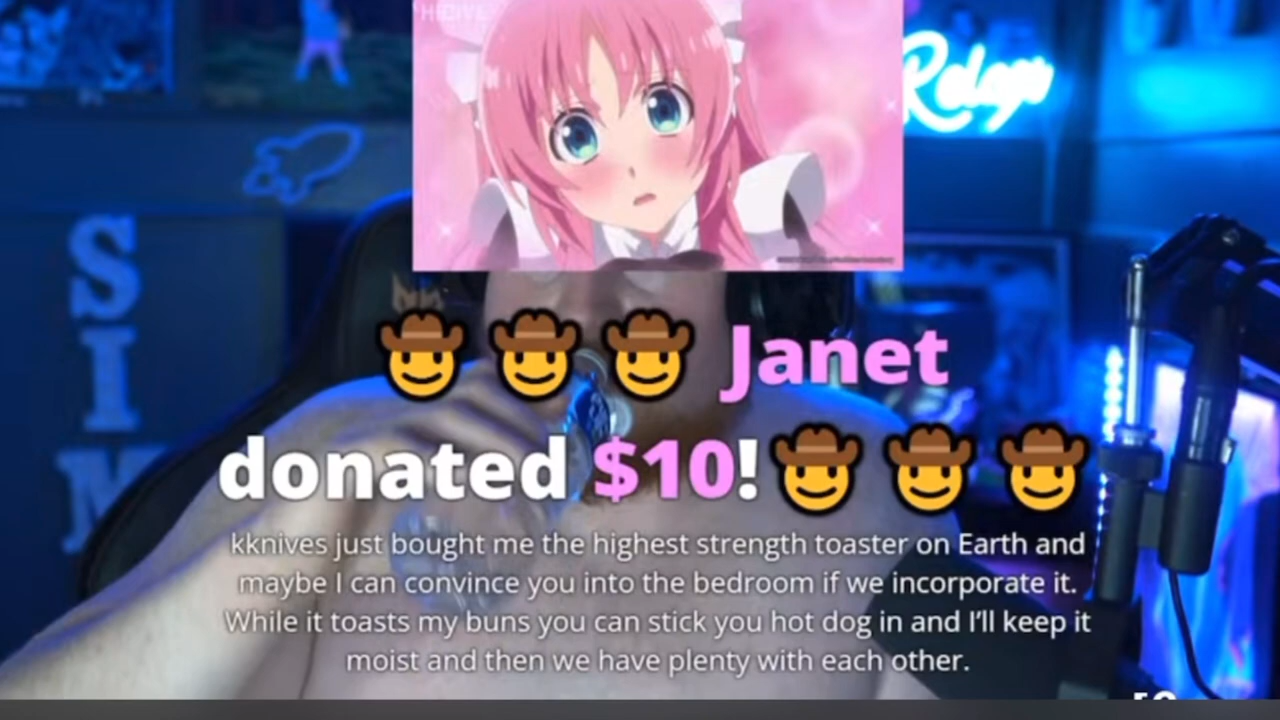 HIDIVE
Relax
S
I
M
🤠 🤠 🤠 Janet
donated $10!🤠 🤠 🤠
kknives just bought me the highest strength toaster on Earth and
maybe I can convince you into the bedroom if we incorporate it.
While it toasts my buns you can stick you hot dog in and I'll keep it
moist and then we have plenty with each other.